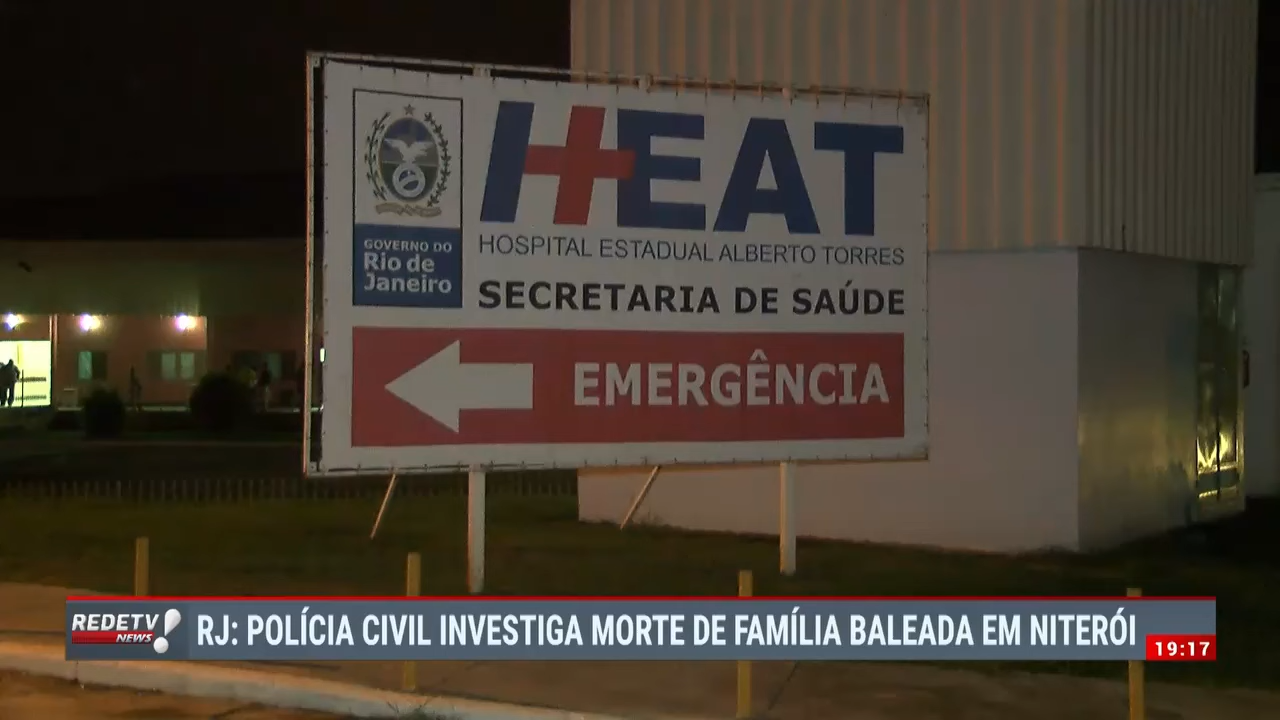 HEAT
HOSPITAL ESTADUAL ALBERTO TORRES
GOVERNO DO
Rio de
Janeiro
SECRETARIA DE SAÚDE
EMERGÊNCIA
REDETV!
NEWS
RJ: POLÍCIA CIVIL INVESTIGA MORTE DE FAMÍLIA BALEADA EM NITERÓI
19:17